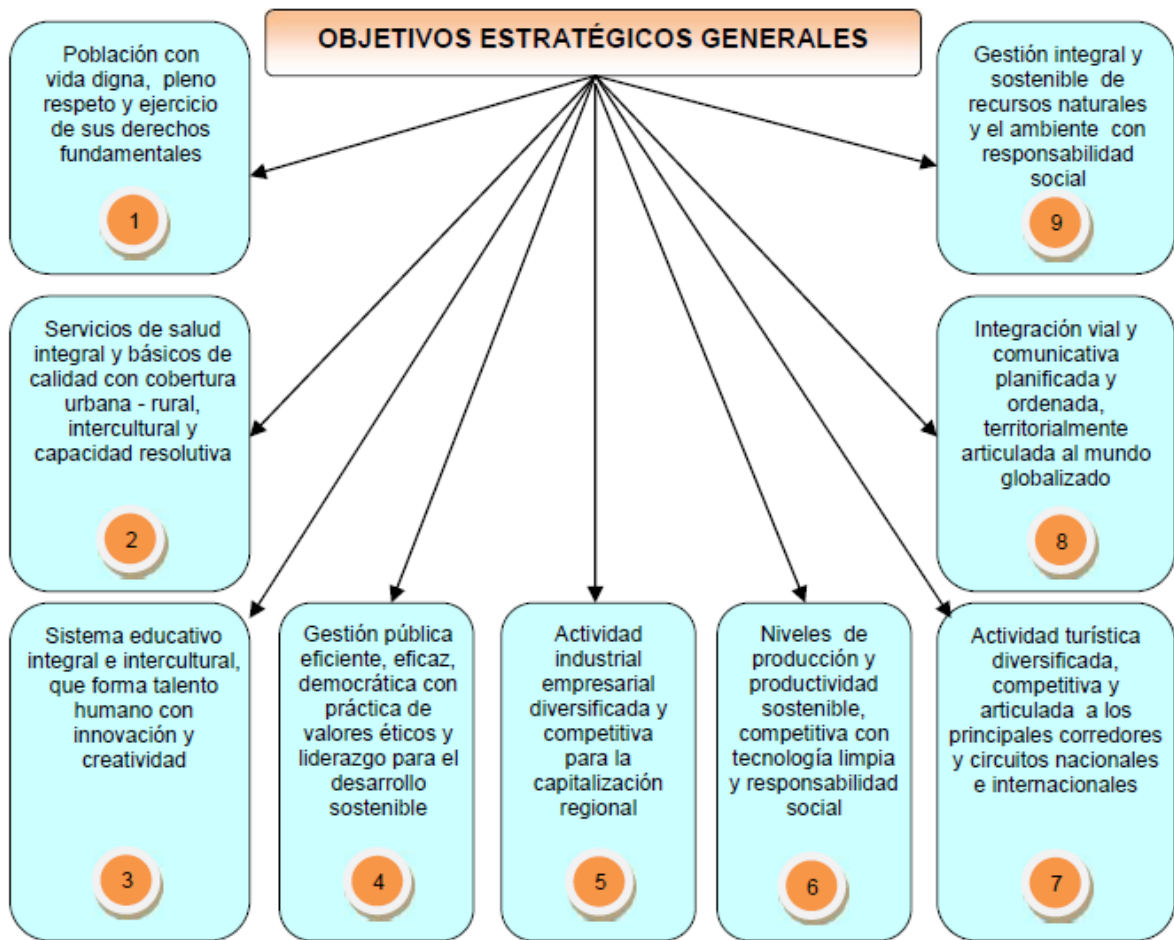 OBJETIVOS ESTRATÉGICOS GENERALES
Población con
vida digna, pleno
respeto y ejercicio
de sus derechos
fundamentales
1
Servicios de salud
integral y básicos de
calidad con cobertura
urbana - rural,
intercultural y
capacidad resolutiva
2
Sistema educativo
integral e intercultural,
que forma talento
humano con
innovación y
creatividad
3
Gestión pública
eficiente, eficaz,
democrática con
práctica de
valores éticos y
liderazgo para el
desarrollo
sostenible
4
Actividad
industrial
empresarial
diversificada y
competitiva
para la
capitalización
regional
5
Niveles de
producción y
productividad
sostenible,
competitiva con
tecnología limpia
y responsabilidad
social
6
Actividad turística
diversificada,
competitiva y
articulada a los
principales corredores
y circuitos nacionales
e internacionales
7
Integración vial y
comunicativa
planificada y
ordenada,
territorialmente
articulada al mundo
globalizado
8
Gestión integral y
sostenible de
recursos naturales
y el ambiente con
responsabilidad
social
9